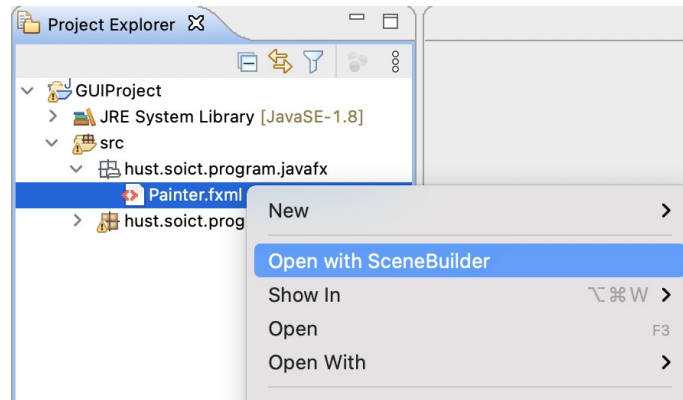 Project Explorer
GUIProject
JRE System Library [JavaSE-1.8]
src
hust.soict.program.javafx
Painter.fxml
hust.soict.prog
New
Open with SceneBuilder
Show In ⌥⌘W
Open F3
Open With